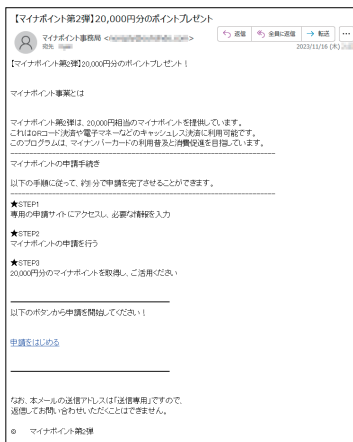 【マイナポイント第2弾】20,000円分のポイントプレゼント
マイナポイント事務局
宛先
返信
全員に返信
転送
2023/11/16 (木)
【マイナポイント第2弾】20,000円分のポイントプレゼント！
マイナポイント事業とは
マイナポイント第2弾は、20,000円相当のマイナポイントを提供しています。
これはQRコード決済や電子マネーなどのキャッシュレス決済に利用可能です。
このプログラムは、マイナンバーカードの利用普及と消費促進を目指しています。
マイナポイントの申請手続き
以下の手順に従って、約5分で申請を完了させることができます。
★STEP1
専用の申請サイトにアクセスし、必要な情報を入力
★STEP2
マイナポイントの申請を行う
★STEP3
20,000円分のマイナポイントを取得し、ご活用ください
以下のボタンから申請を開始してください！
申請をはじめる
なお、本メールの送信アドレスは「送信専用」ですので、
返信してお問い合わせいただくことはできません。
© マイナポイント第2弾